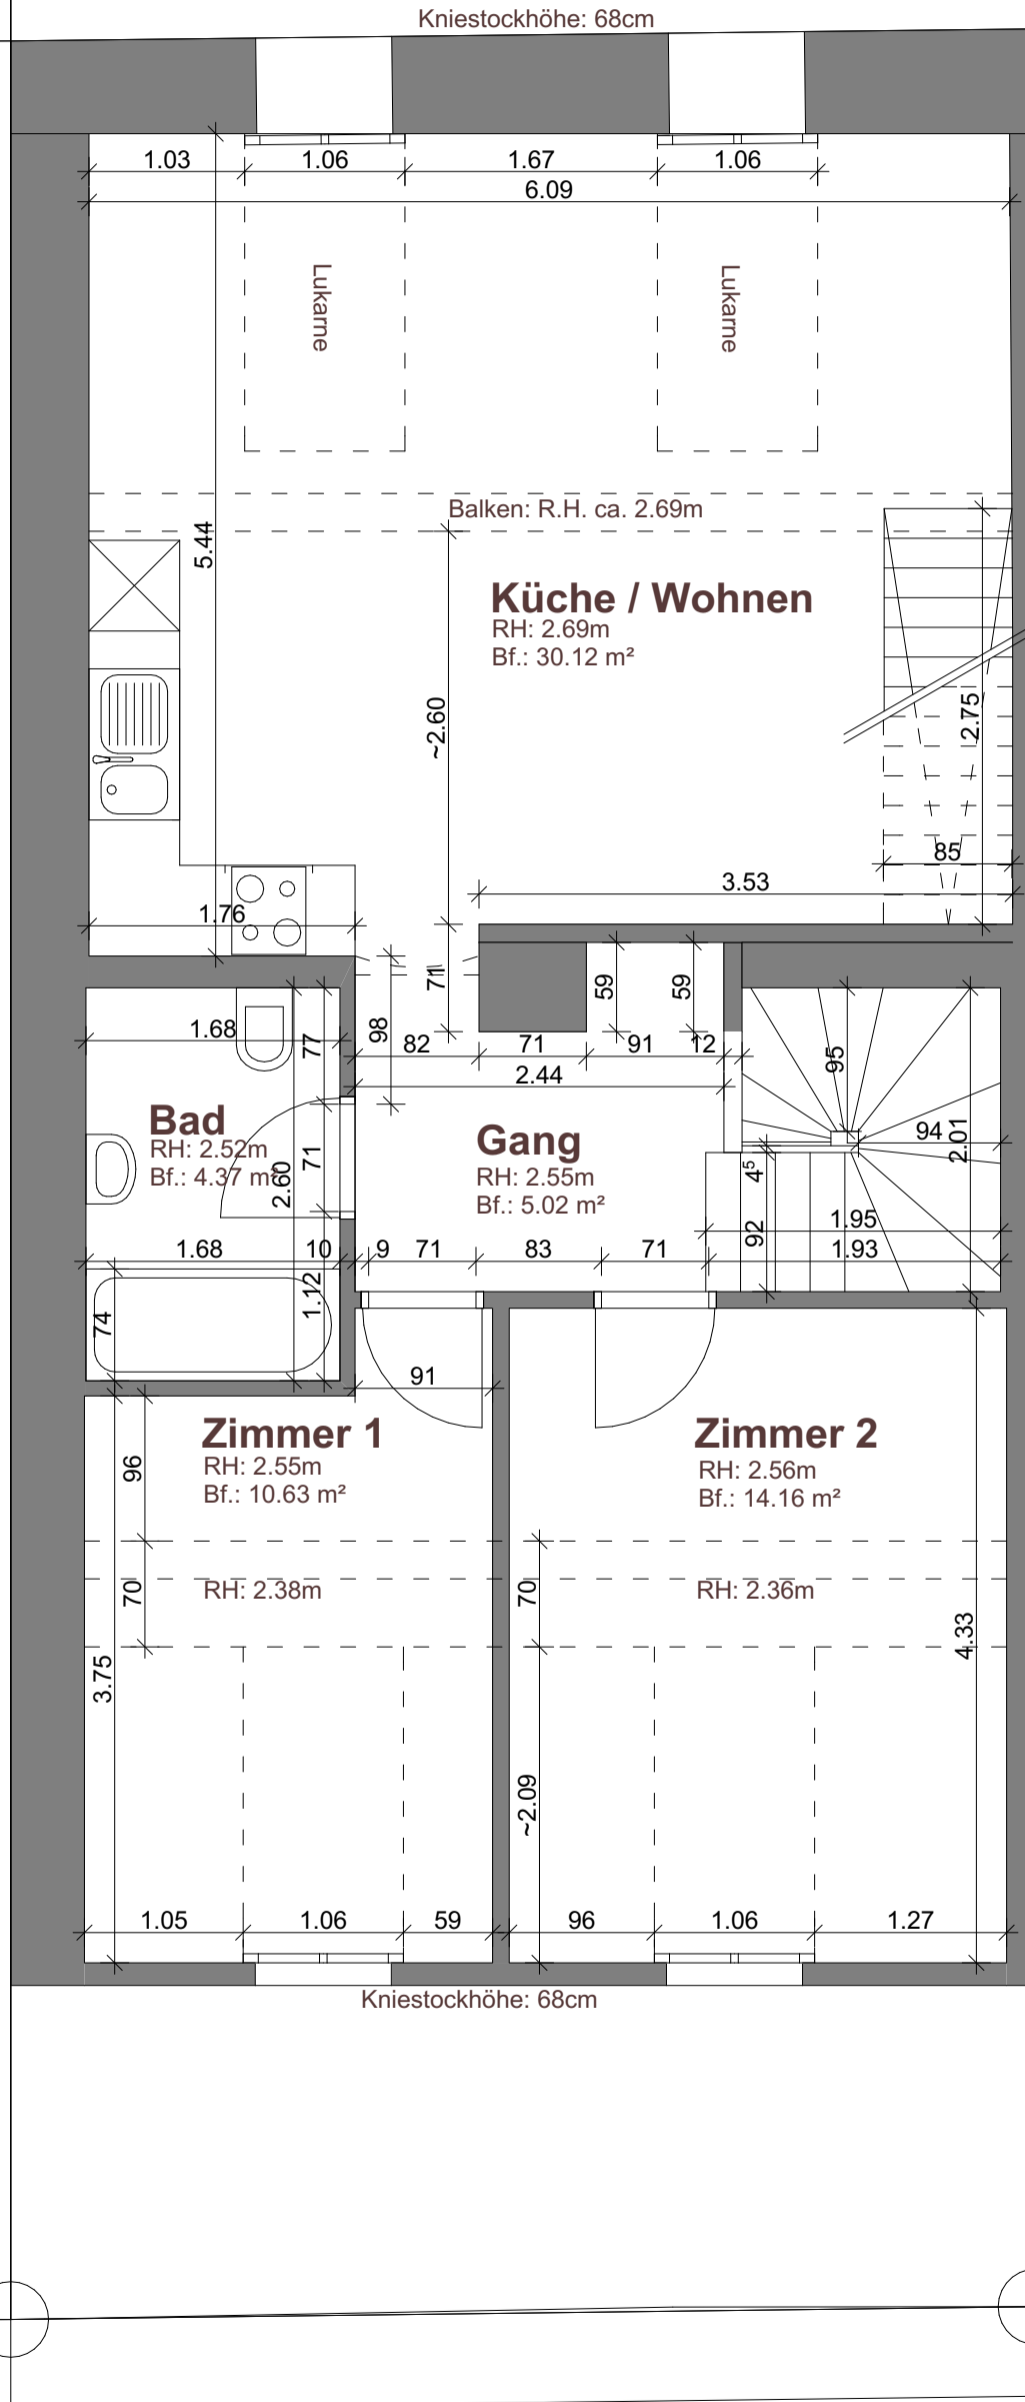 Kniestockhöhe: 68cm
1.03
1.06
1.67
1.06
6.09
Lukarne
Lukarne
Balken: R.H. ca. 2.69m
5.44
Küche / Wohnen
RH: 2.69m
Bf.: 30.12 m²
~2.60
2.75
85
3.53
1.76
71
59
59
98
1.68
77
82
71
91
12
2.44
95
Bad
RH: 2.52m
Bf.: 4.37 m²
2.60
71
Gang
RH: 2.55m
Bf.: 5.02 m²
94
2.01
4⁵
92
1.95
1.93
1.68
10
9
71
83
71
1.12
74
91
Zimmer 1
RH: 2.55m
Bf.: 10.63 m²
Zimmer 2
RH: 2.56m
Bf.: 14.16 m²
96
70
RH: 2.38m
70
RH: 2.36m
3.75
4.33
~2.09
1.05
1.06
59
96
1.06
1.27
Kniestockhöhe: 68cm